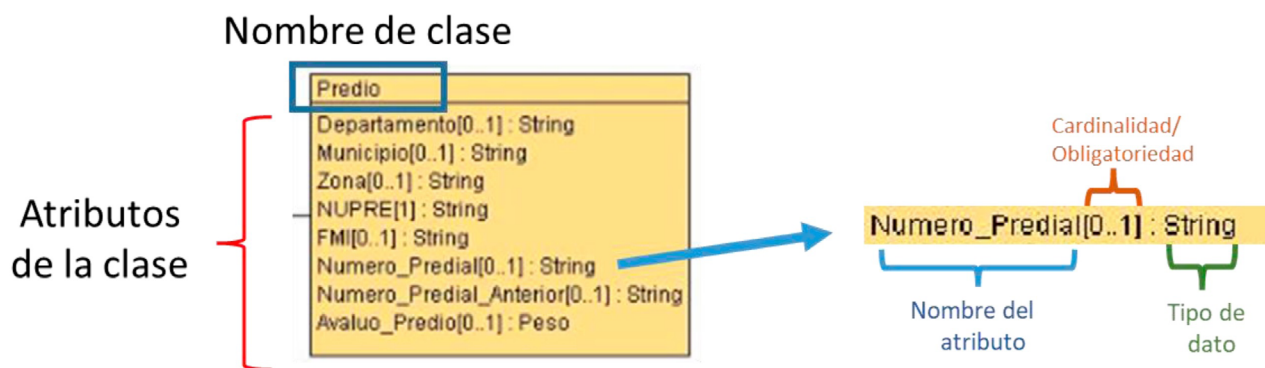 Nombre de clase
Predio
Departamento[0..1] : String
Municipio[0..1] : String
Zona[0..1] : String
NUPRE[1] : String
FMI[0..1] : String
Numero_Predial[0..1] : String
Numero_Predial_Anterior[0..1] : String
Avaluo_Predio[0..1] : Peso
Atributos
de la clase
Cardinalidad/
Obligatoriedad
Numero_Predial[0..1] : String
Nombre del
atributo
Tipo de
dato